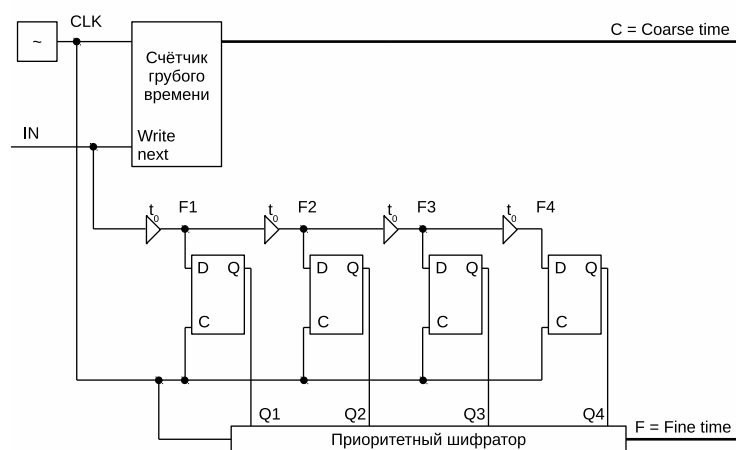 CLK
C = Coarse time
~
Счётчик
грубого
времени
IN
Write
next
t0 F1 t0 F2 t0 F3 t0 F4
D Q D Q D Q D Q
C C C C
Q1 Q2 Q3 Q4
F = Fine time
Приоритетный шифратор